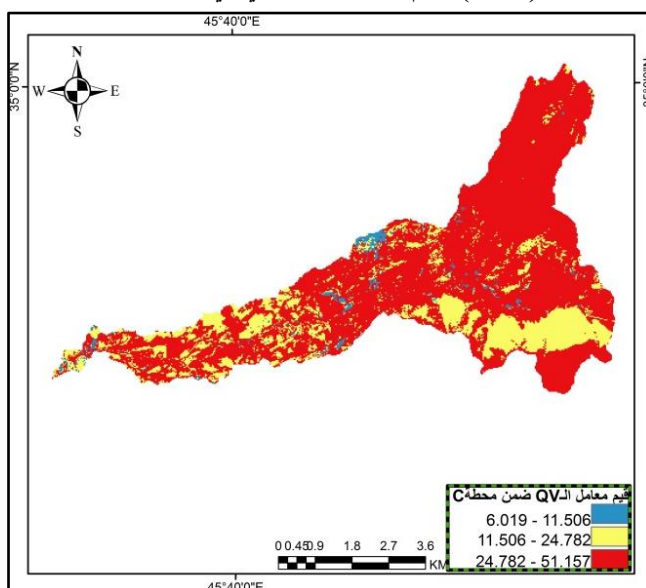 45°40'0"E
35°0'0"N
N
W E
S
قيم معامل الـQV ضمن محطةC
6.019 - 11.506
11.506 - 24.782
24.782 - 51.157
0 0.45 0.9 1.8 2.7 3.6
KM
45°40'0"E